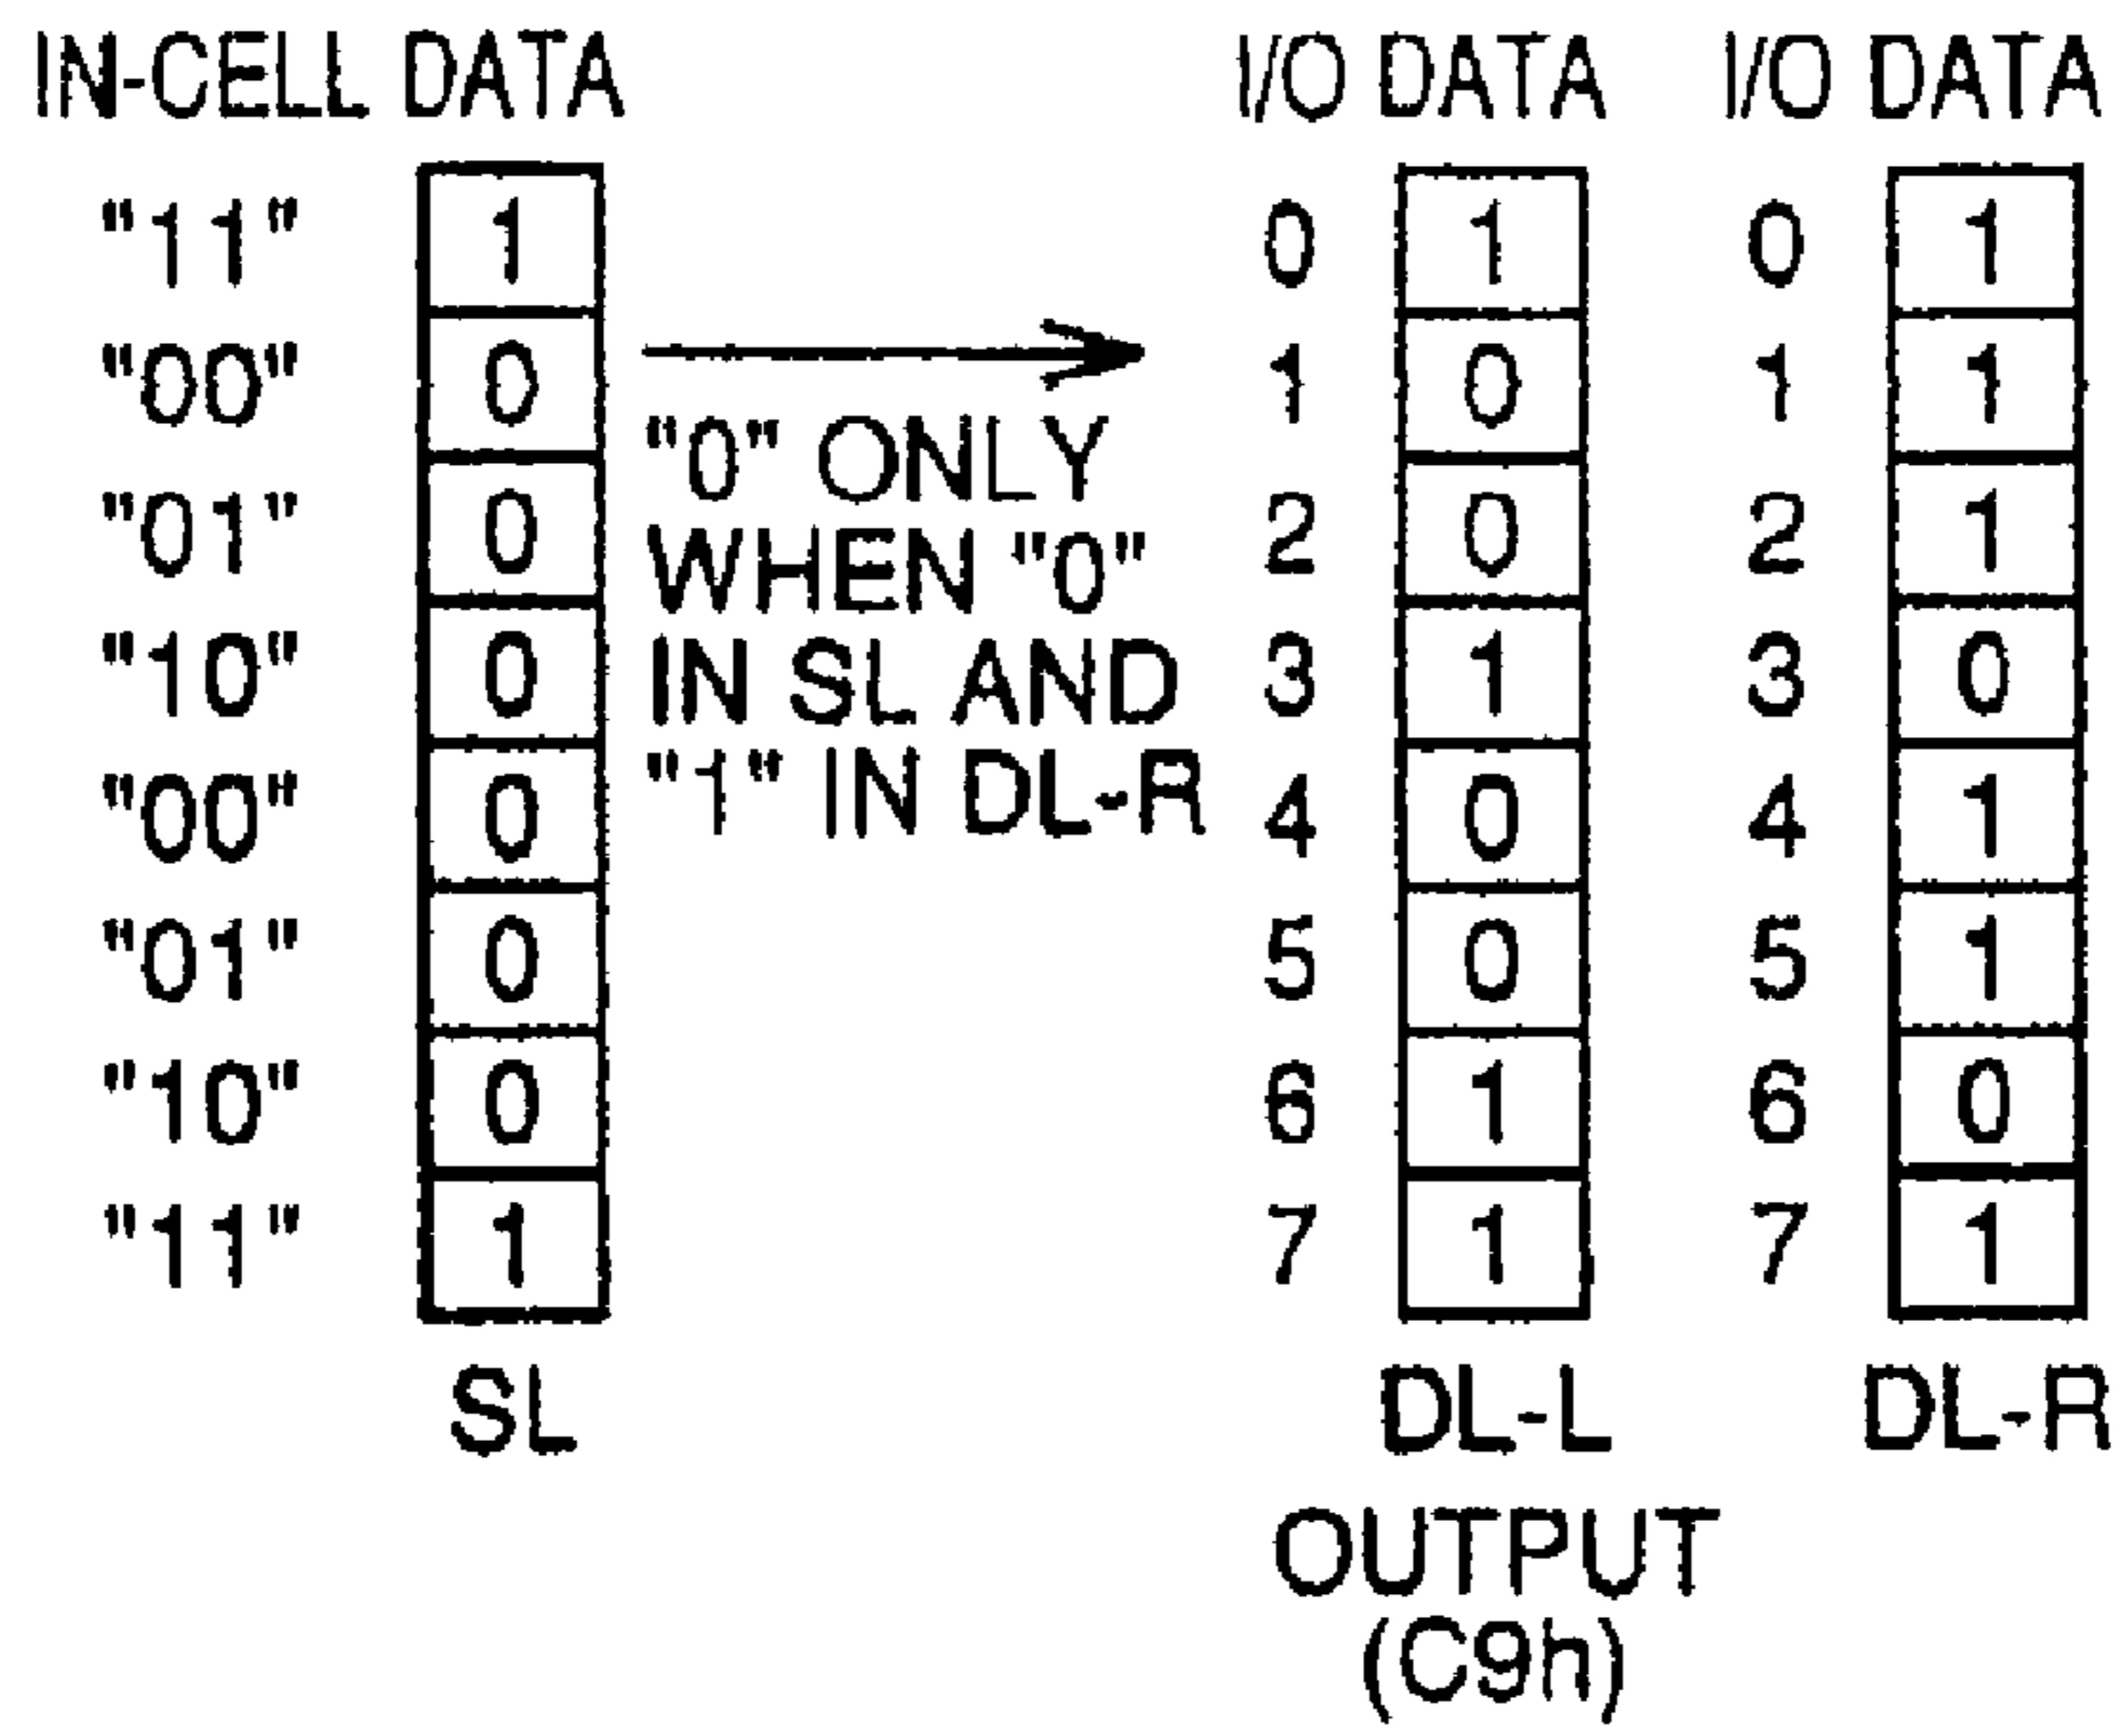 IN-CELL DATA I/O DATA I/O DATA
"11" 1 0 1 0 1
"00" 0 1 0 1 1
"0" ONLY
"01" 0 2 0 2 1
WHEN "0"
"10" 0 IN SL AND 3 1 3 0
"00" 0 "1" IN DL-R 4 0 4 1
"01" 0 5 0 5 1
"10" 0 6 1 6 0
"11" 1 7 1 7 1
SL DL-L DL-R
OUTPUT
(C9h)